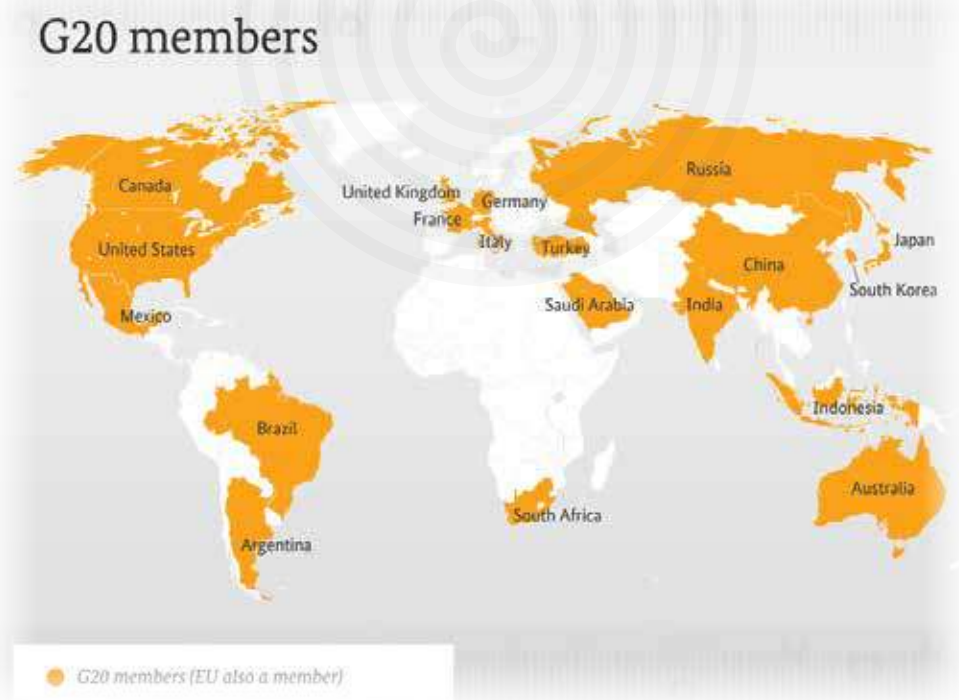 G20 members
Canada
Russia
United Kingdom
Germany
France
Italy
Turkey
Japan
United States
China
South Korea
Mexico
Saudi Arabia
India
Indonesia
Brazil
Australia
South Africa
Argentina
G20 members (EU also a member)